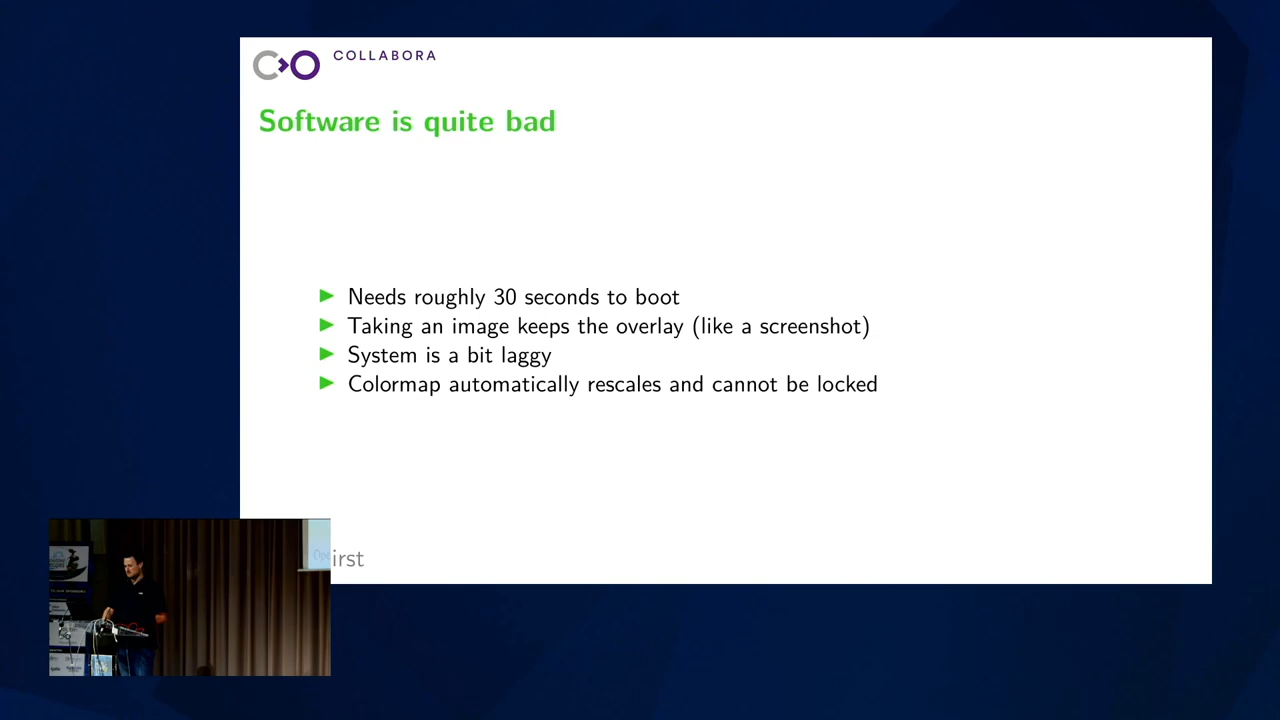 COLLABORA
Software is quite bad
Needs roughly 30 seconds to boot
Taking an image keeps the overlay (like a screenshot)
System is a bit laggy
Colormap automatically rescales and cannot be locked
irst